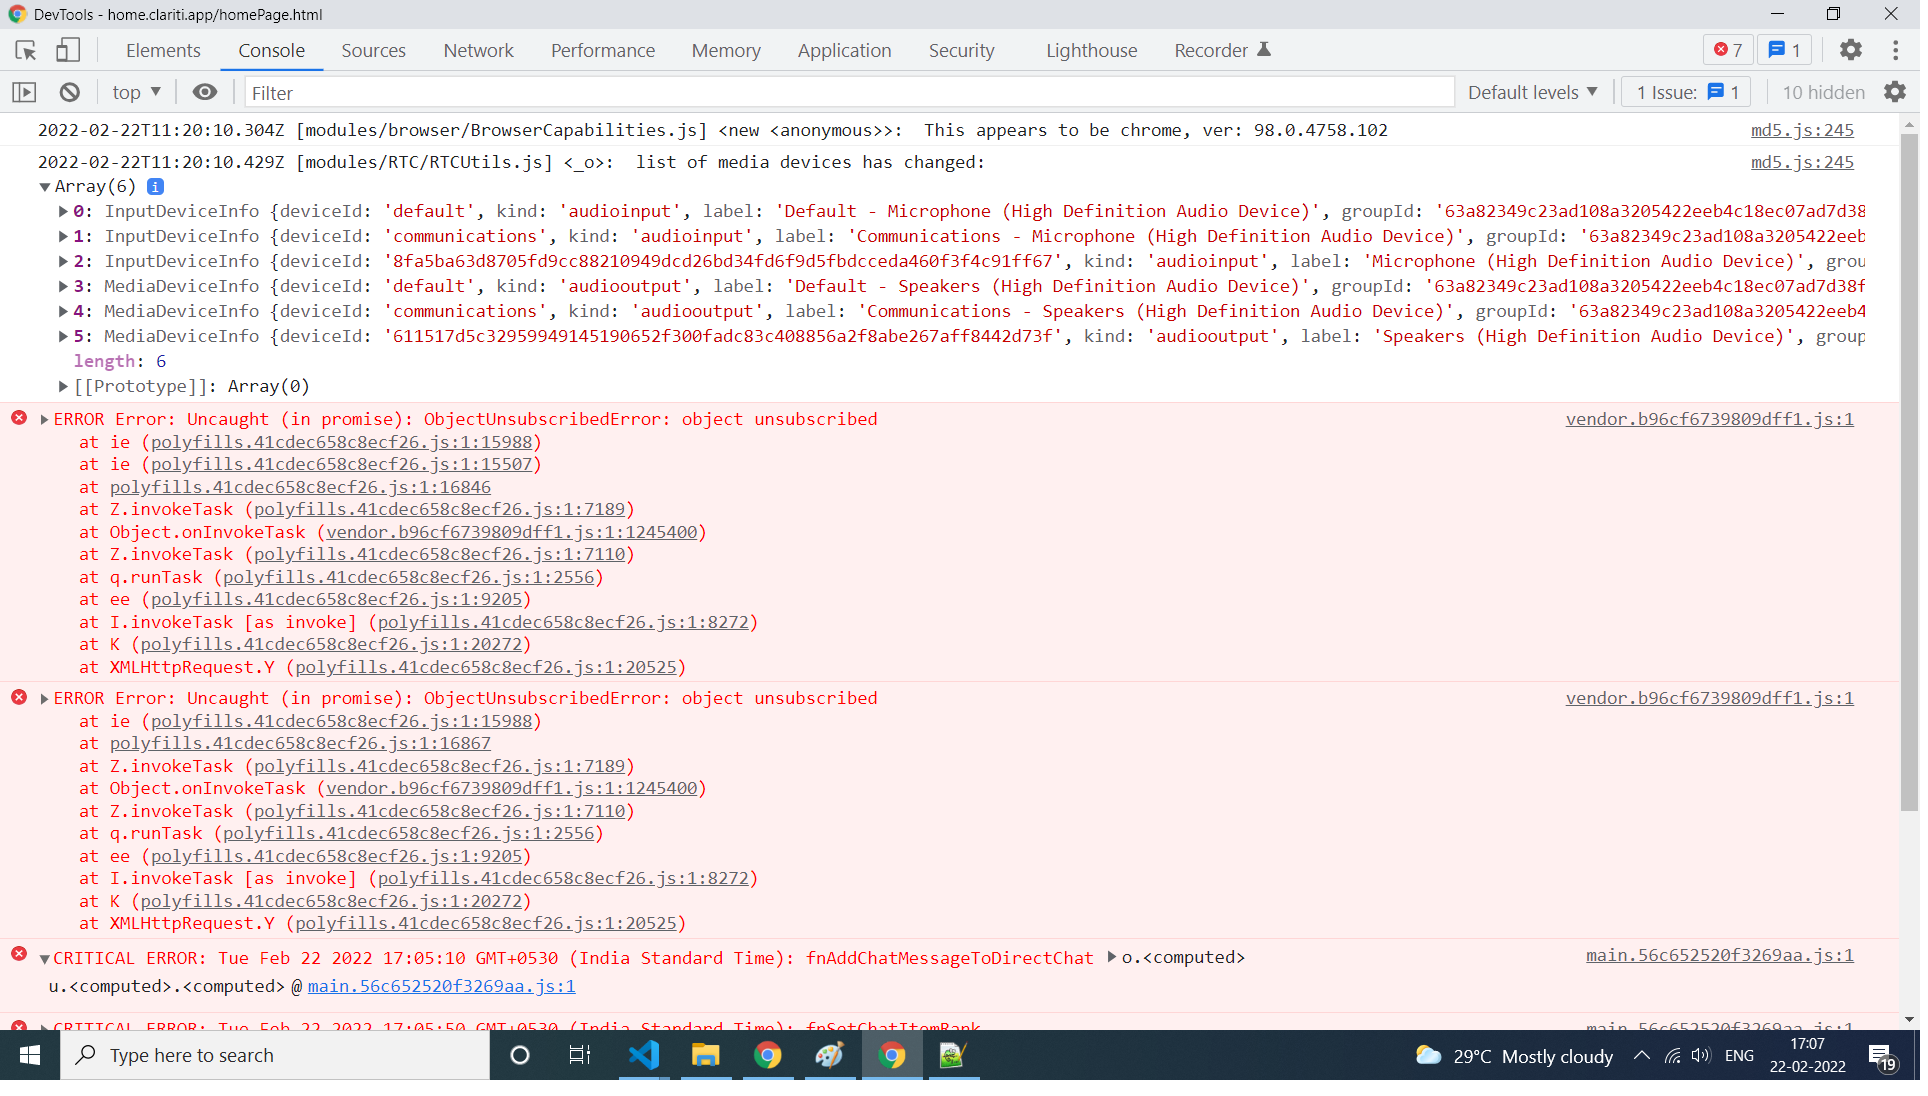 DevTools - home.clariti.app/homePage.html
Elements Console Sources Network Performance Memory Application Security Lighthouse Recorder 7 1
top Filter Default levels 1 Issue: 1 10 hidden
2022-02-22T11:20:10.304Z [modules/browser/BrowserCapabilities.js] <new <anonymous>>:  This appears to be chrome, ver: 98.0.4758.102 md5.js:245
2022-02-22T11:20:10.429Z [modules/RTC/RTCUtils.js] <_o>:  list of media devices has changed: md5.js:245
Array(6) i
0: InputDeviceInfo {deviceId: 'default', kind: 'audioinput', label: 'Default - Microphone (High Definition Audio Device)', groupId: '63a82349c23ad108a3205422eeb4c18ec07ad7d38
1: InputDeviceInfo {deviceId: 'communications', kind: 'audioinput', label: 'Communications - Microphone (High Definition Audio Device)', groupId: '63a82349c23ad108a3205422eeb
2: InputDeviceInfo {deviceId: '8fa5ba63d8705fd9cc88210949dcd26bd34fd6f9d5fbdcceda460f3f4c91ff67', kind: 'audioinput', label: 'Microphone (High Definition Audio Device)', grou
3: MediaDeviceInfo {deviceId: 'default', kind: 'audiooutput', label: 'Default - Speakers (High Definition Audio Device)', groupId: '63a82349c23ad108a3205422eeb4c18ec07ad7d38f
4: MediaDeviceInfo {deviceId: 'communications', kind: 'audiooutput', label: 'Communications - Speakers (High Definition Audio Device)', groupId: '63a82349c23ad108a3205422eeb4
5: MediaDeviceInfo {deviceId: '611517d5c32959949145190652f300fadc83c408856a2f8abe267aff8442d73f', kind: 'audiooutput', label: 'Speakers (High Definition Audio Device)', group
length: 6
[[Prototype]]: Array(0)
ERROR Error: Uncaught (in promise): ObjectUnsubscribedError: object unsubscribed vendor.b96cf6739809dff1.js:1
at ie (polyfills.41cdec658c8ecf26.js:1:15988)
at ie (polyfills.41cdec658c8ecf26.js:1:15507)
at polyfills.41cdec658c8ecf26.js:1:16846
at Z.invokeTask (polyfills.41cdec658c8ecf26.js:1:7189)
at Object.onInvokeTask (vendor.b96cf6739809dff1.js:1:1245400)
at Z.invokeTask (polyfills.41cdec658c8ecf26.js:1:7110)
at q.runTask (polyfills.41cdec658c8ecf26.js:1:2556)
at ee (polyfills.41cdec658c8ecf26.js:1:9205)
at I.invokeTask [as invoke] (polyfills.41cdec658c8ecf26.js:1:8272)
at K (polyfills.41cdec658c8ecf26.js:1:20272)
at XMLHttpRequest.Y (polyfills.41cdec658c8ecf26.js:1:20525)
ERROR Error: Uncaught (in promise): ObjectUnsubscribedError: object unsubscribed vendor.b96cf6739809dff1.js:1
at ie (polyfills.41cdec658c8ecf26.js:1:15988)
at polyfills.41cdec658c8ecf26.js:1:16867
at Z.invokeTask (polyfills.41cdec658c8ecf26.js:1:7189)
at Object.onInvokeTask (vendor.b96cf6739809dff1.js:1:1245400)
at Z.invokeTask (polyfills.41cdec658c8ecf26.js:1:7110)
at q.runTask (polyfills.41cdec658c8ecf26.js:1:2556)
at ee (polyfills.41cdec658c8ecf26.js:1:9205)
at I.invokeTask [as invoke] (polyfills.41cdec658c8ecf26.js:1:8272)
at K (polyfills.41cdec658c8ecf26.js:1:20272)
at XMLHttpRequest.Y (polyfills.41cdec658c8ecf26.js:1:20525)
CRITICAL ERROR: Tue Feb 22 2022 17:05:10 GMT+0530 (India Standard Time): fnAddChatMessageToDirectChat o.<computed> main.56c652520f3269aa.js:1
u.<computed>.<computed> @ main.56c652520f3269aa.js:1
CRITICAL ERROR: Tue Feb 22 2022 17:05:50 GMT+0530 (India Standard Time): fnSetChatItemRank main.56c652520f3269aa.js:1
Type here to search 29°C Mostly cloudy ENG 17:07
22-02-2022 19